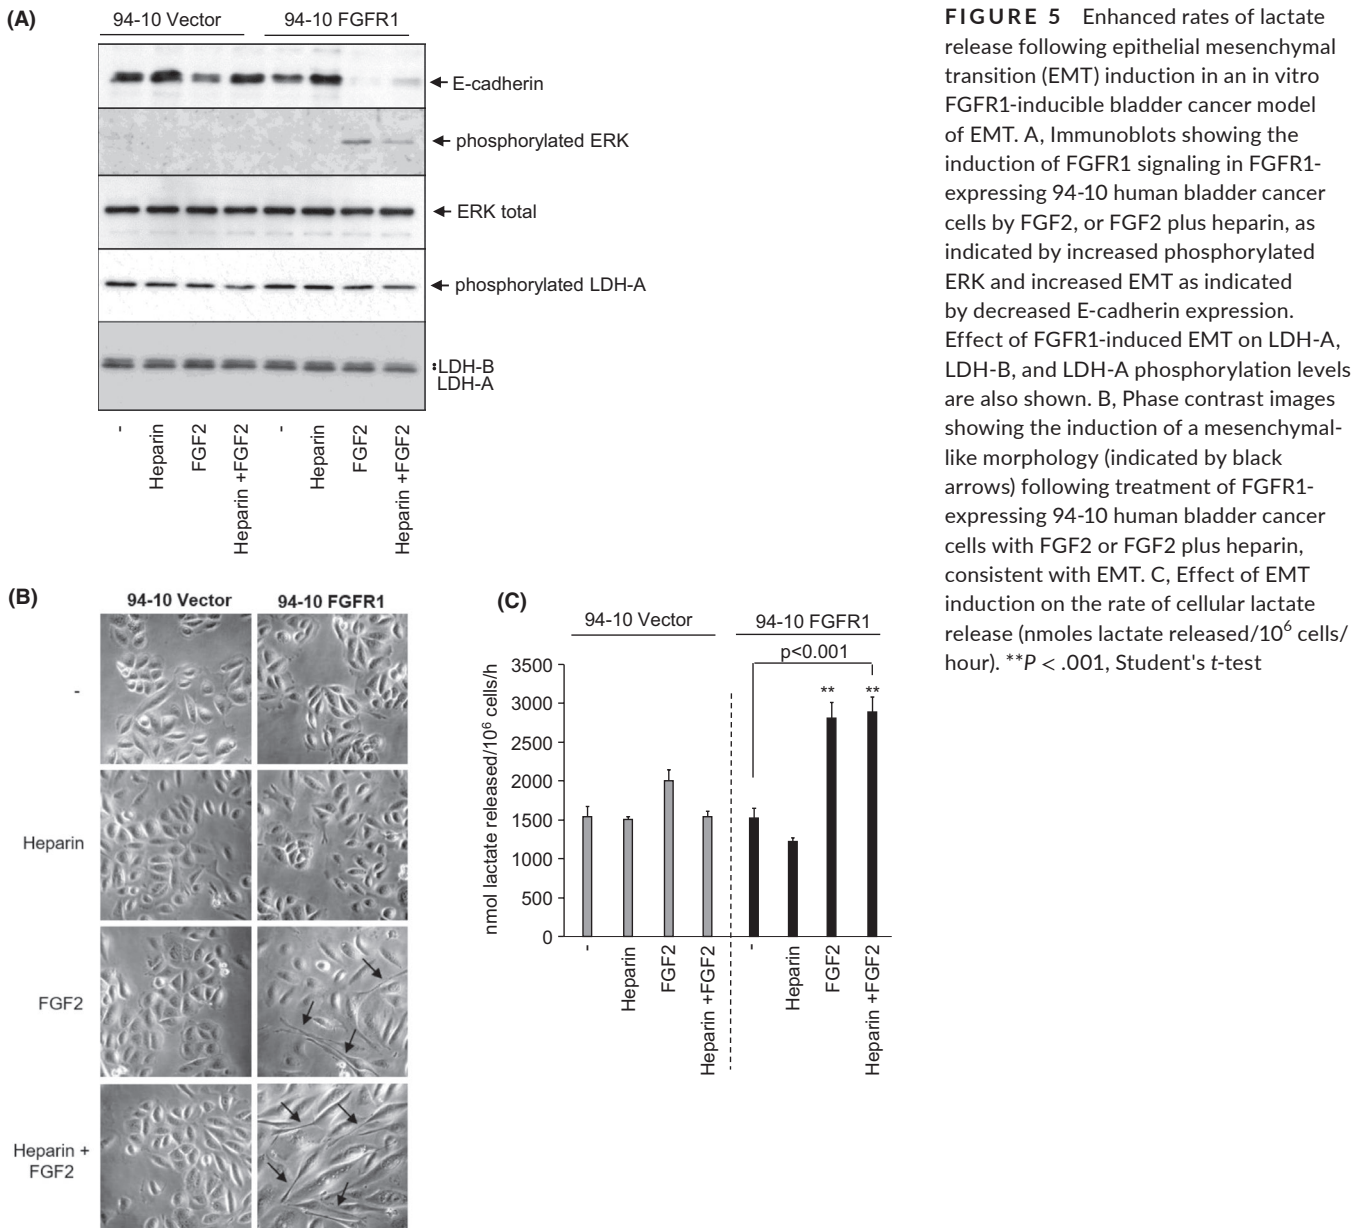 (A)
94-10 Vector
94-10 FGFR1
E-cadherin
phosphorylated ERK
ERK total
phosphorylated LDH-A
LDH-B
LDH-A
-
Heparin
FGF2
Heparin +FGF2
-
Heparin
FGF2
Heparin +FGF2
FIGURE 5 Enhanced rates of lactate
release following epithelial mesenchymal
transition (EMT) induction in an in vitro
FGFR1-inducible bladder cancer model
of EMT. A, Immunoblots showing the
induction of FGFR1 signaling in FGFR1-
expressing 94-10 human bladder cancer
cells by FGF2, or FGF2 plus heparin, as
indicated by increased phosphorylated
ERK and increased EMT as indicated
by decreased E-cadherin expression.
Effect of FGFR1-induced EMT on LDH-A,
LDH-B, and LDH-A phosphorylation levels
are also shown. B, Phase contrast images
showing the induction of a mesenchymal-
like morphology (indicated by black
arrows) following treatment of FGFR1-
expressing 94-10 human bladder cancer
cells with FGF2 or FGF2 plus heparin,
consistent with EMT. C, Effect of EMT
induction on the rate of cellular lactate
release (nmoles lactate released/10⁶ cells/
hour). **P < .001, Student's t-test
(B)
94-10 Vector
94-10 FGFR1
-
Heparin
FGF2
Heparin +
FGF2
(C)
94-10 Vector
94-10 FGFR1
p<0.001
** **
nmol lactate released/10⁶ cells/h
3500
3000
2500
2000
1500
1000
500
0
-
Heparin
FGF2
Heparin +FGF2
-
Heparin
FGF2
Heparin +FGF2